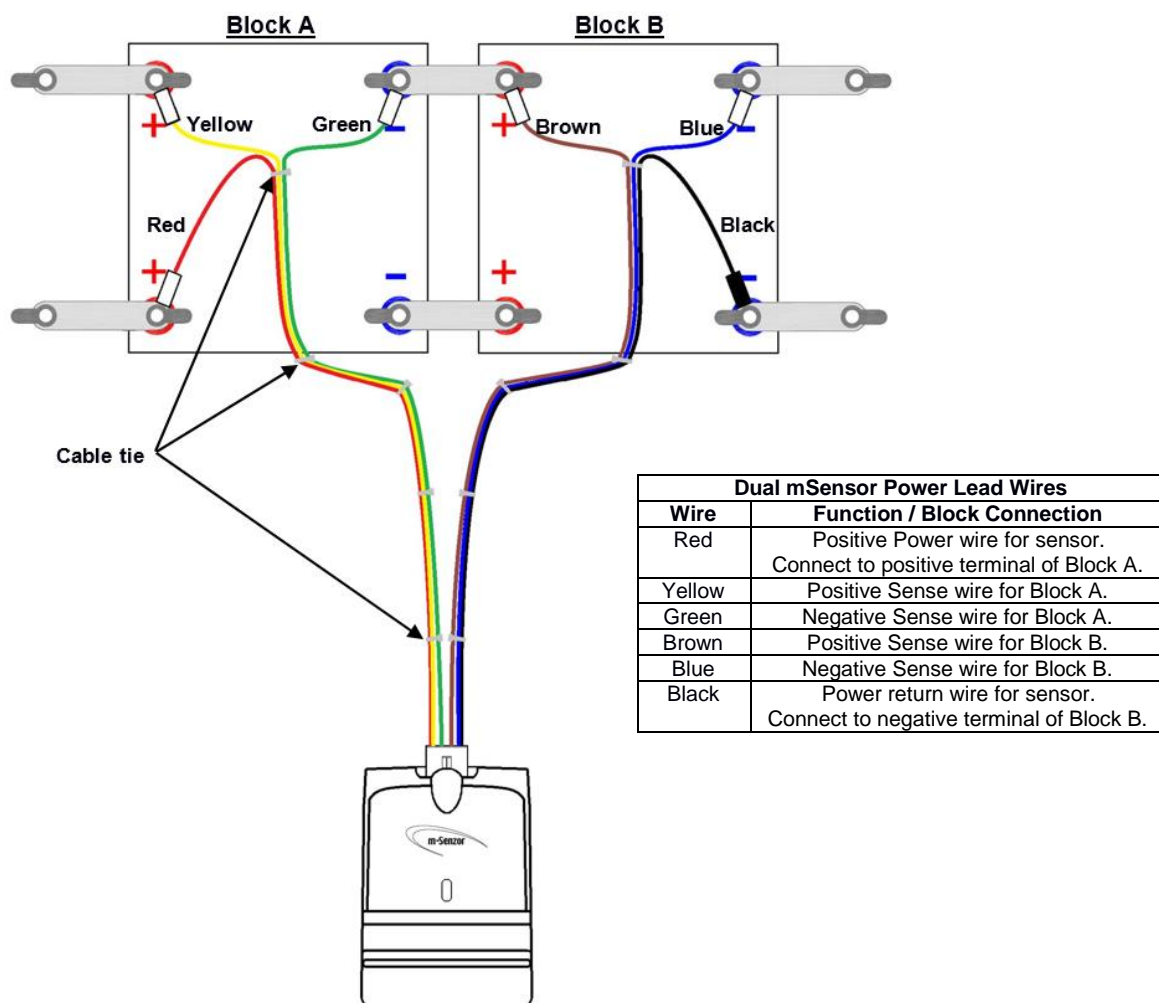 Block A
Block B
+
Yellow
Green
-
+
Brown
Blue
-
Red
Black
+
-
+
-
Cable tie
Dual mSensor Power Lead Wires
Wire Function / Block Connection
Red Positive Power wire for sensor.
Connect to positive terminal of Block A.
Yellow Positive Sense wire for Block A.
Green Negative Sense wire for Block A.
Brown Positive Sense wire for Block B.
Blue Negative Sense wire for Block B.
Black Power return wire for sensor.
Connect to negative terminal of Block B.
m-Senzor